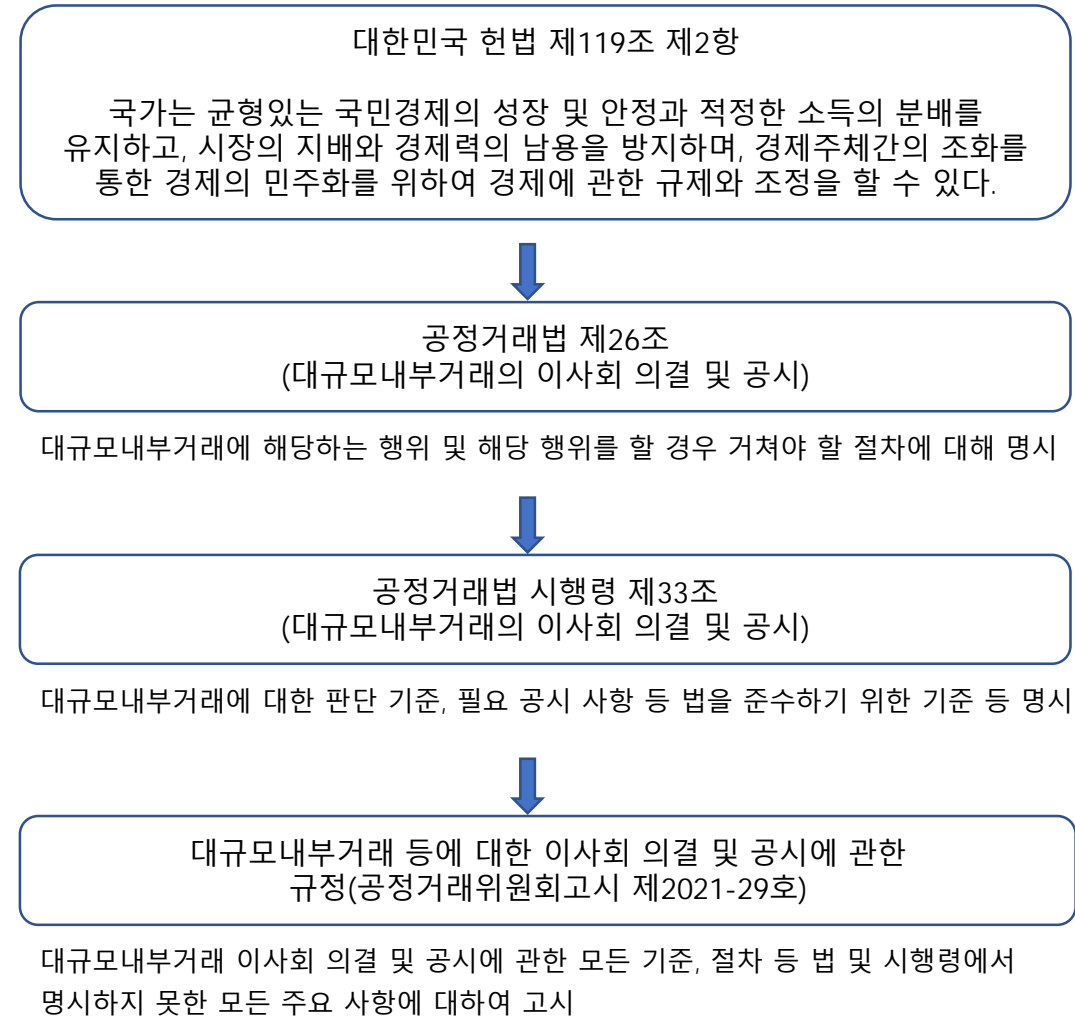 대한민국 헌법 제119조 제2항
국가는 균형있는 국민경제의 성장 및 안정과 적정한 소득의 분배를
유지하고, 시장의 지배와 경제력의 남용을 방지하며, 경제주체간의 조화를
통한 경제의 민주화를 위하여 경제에 관한 규제와 조정을 할 수 있다.
공정거래법 제26조
(대규모내부거래의 이사회 의결 및 공시)
대규모내부거래에 해당하는 행위 및 해당 행위를 할 경우 거쳐야 할 절차에 대해 명시
공정거래법 시행령 제33조
(대규모내부거래의 이사회 의결 및 공시)
대규모내부거래에 대한 판단 기준, 필요 공시 사항 등 법을 준수하기 위한 기준 등 명시
대규모내부거래 등에 대한 이사회 의결 및 공시에 관한
규정(공정거래위원회고시 제2021-29호)
대규모내부거래 이사회 의결 및 공시에 관한 모든 기준, 절차 등 법 및 시행령에서
명시하지 못한 모든 주요 사항에 대하여 고시